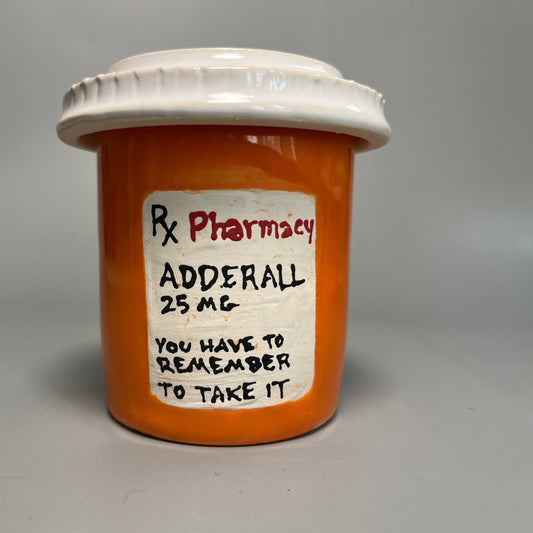 Rx Pharmacy
ADDERALL
25 MG
YOU HAVE TO
REMEMBER
TO TAKE IT